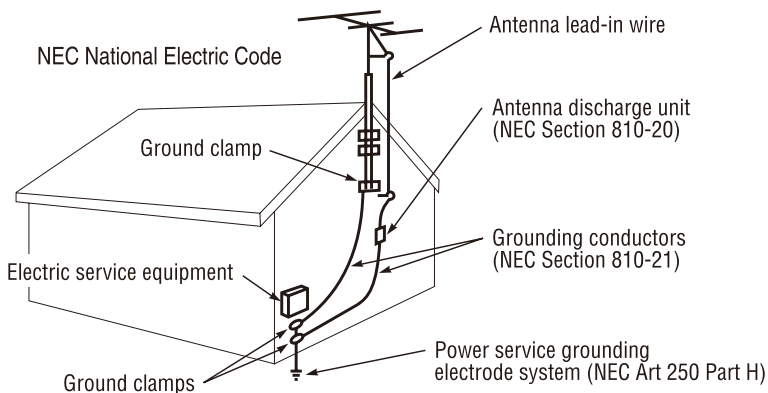 NEC National Electric Code
Antenna lead-in wire
Antenna discharge unit
(NEC Section 810-20)
Ground clamp
Grounding conductors
(NEC Section 810-21)
Electric service equipment
Ground clamps
Power service grounding
electrode system (NEC Art 250 Part H)